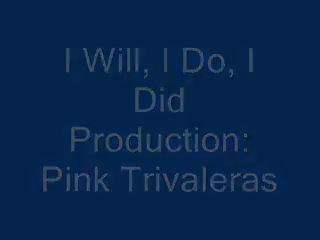 I Will, I Do, I
Did
Production:
Pink Trivaleras